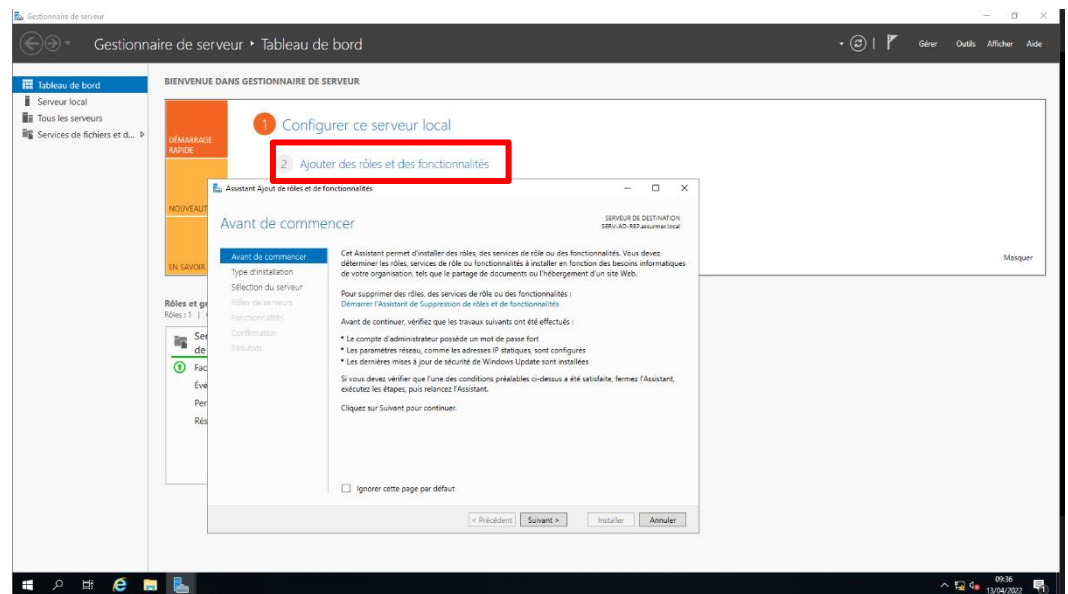 Gestionnaire de serveur
Gestionnaire de serveur • Tableau de bord
Gérer Outils Afficher Aide
Tableau de bord
Serveur local
Tous les serveurs
Services de fichiers et d...
BIENVENUE DANS GESTIONNAIRE DE SERVEUR
DÉMARRAGE
RAPIDE
1 Configurer ce serveur local
2 Ajouter des rôles et des fonctionnalités
NOUVEAUT
EN SAVOIR
Masquer
Rôles et g
Rôles : 1 |
Ser
de
Fac
Évé
Per
Rés
Assistant Ajout de rôles et de fonctionnalités
Avant de commencer
SERVEUR DE DESTINATION
SERV-AD-REP.assurmer.local
Avant de commencer
Type d'installation
Sélection du serveur
Rôles de serveurs
Fonctionnalités
Confirmation
Résultats
Cet Assistant permet d'installer des rôles, des services de rôle ou des fonctionnalités. Vous devez
déterminer les rôles, services de rôle ou fonctionnalités à installer en fonction des besoins informatiques
de votre organisation, tels que le partage de documents ou l'hébergement d'un site Web.
Pour supprimer des rôles, des services de rôle ou des fonctionnalités :
Démarrer l'Assistant de Suppression de rôles et de fonctionnalités
Avant de continuer, vérifiez que les travaux suivants ont été effectués :
• Le compte d'administrateur possède un mot de passe fort
• Les paramètres réseau, comme les adresses IP statiques, sont configurés
• Les dernières mises à jour de sécurité de Windows Update sont installées
Si vous devez vérifier que l'une des conditions préalables ci-dessus a été satisfaite, fermez l'Assistant,
exécutez les étapes, puis relancez l'Assistant.
Cliquez sur Suivant pour continuer.
Ignorer cette page par défaut
< Précédent Suivant > Installer Annuler
09:36
13/04/2022